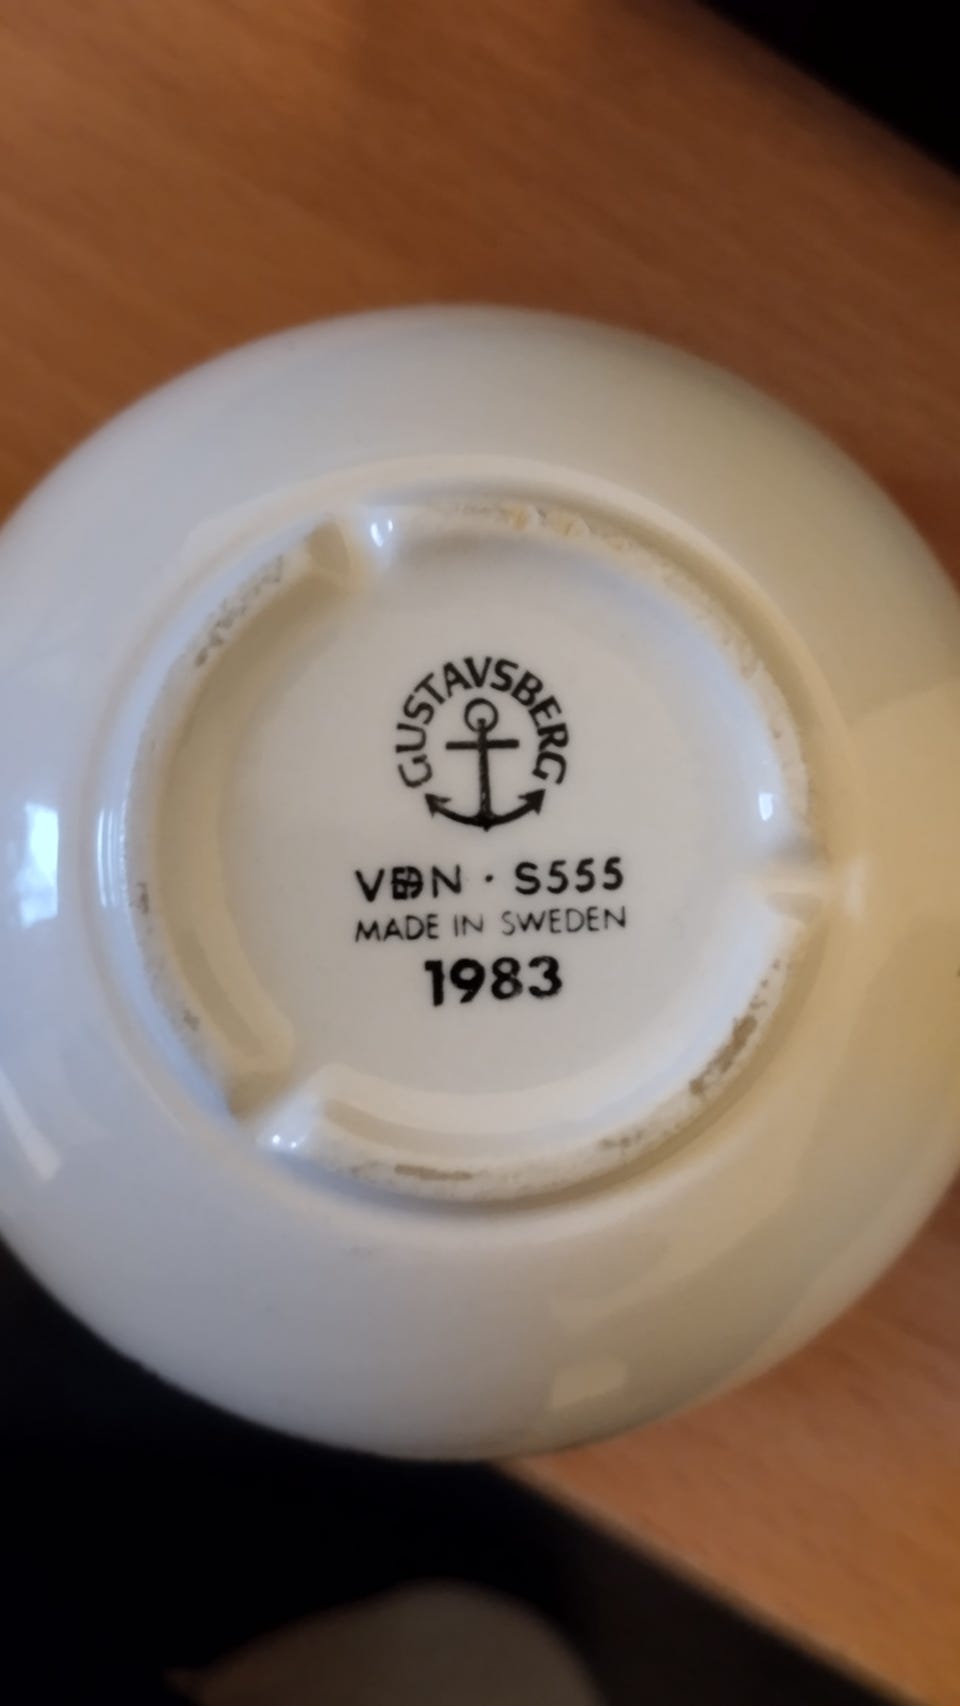 GUSTAVSBERG
VDN · S555
MADE IN SWEDEN
1983